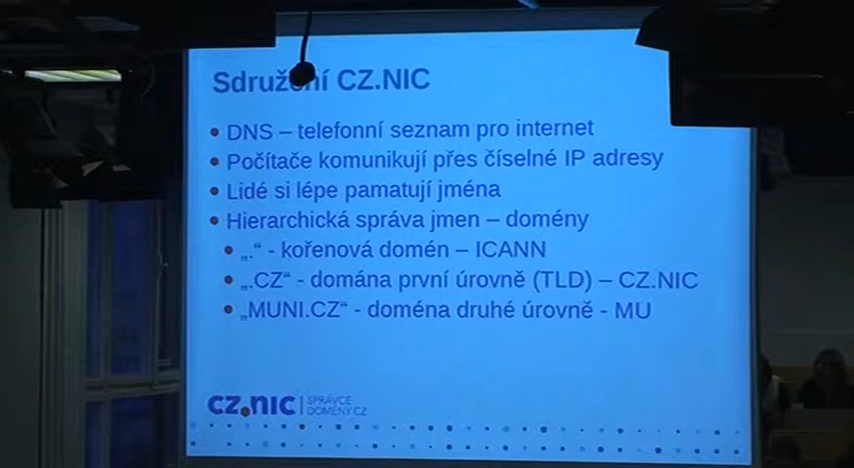 Sdružení CZ.NIC
DNS – telefonní seznam pro internet
Počítače komunikují přes číselné IP adresy
Lidé si lépe pamatují jména
Hierarchická správa jmen – domény
„.“ - kořenová domén – ICANN
„.CZ“ - domána první úrovně (TLD) – CZ.NIC
„MUNI.CZ“ - doména druhé úrovně - MU
CZ.NIC | SPRÁVCE
DOMÉNY CZ